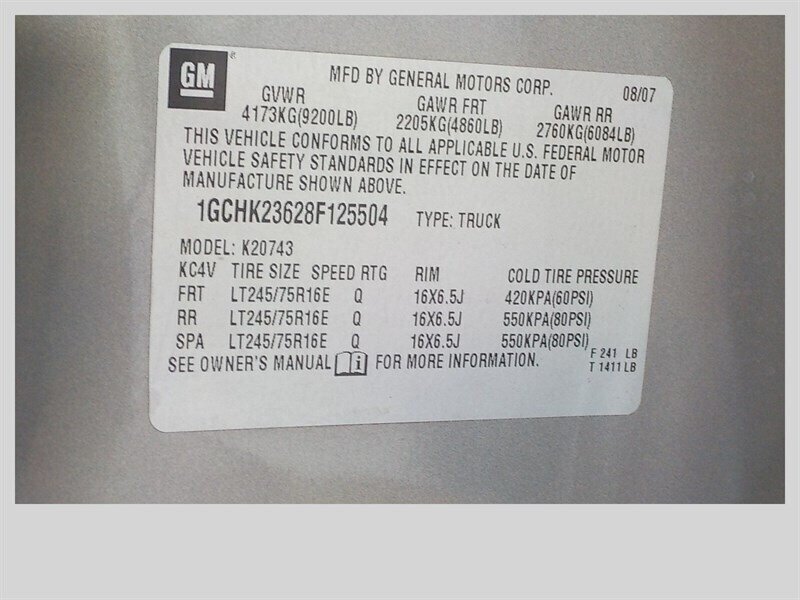 GM
MFD BY GENERAL MOTORS CORP. 08/07
GVWR GAWR FRT GAWR RR
4173KG(9200LB) 2205KG(4860LB) 2760KG(6084LB)
THIS VEHICLE CONFORMS TO ALL APPLICABLE U.S. FEDERAL MOTOR
VEHICLE SAFETY STANDARDS IN EFFECT ON THE DATE OF
MANUFACTURE SHOWN ABOVE.
1GCHK23628F125504 TYPE: TRUCK
MODEL: K20743
KC4V TIRE SIZE SPEED RTG RIM COLD TIRE PRESSURE
FRT LT245/75R16E Q 16X6.5J 420KPA(60PSI)
RR LT245/75R16E Q 16X6.5J 550KPA(80PSI)
SPA LT245/75R16E Q 16X6.5J 550KPA(80PSI)
SEE OWNER'S MANUAL i FOR MORE INFORMATION.
F 241 LB
T 1411 LB